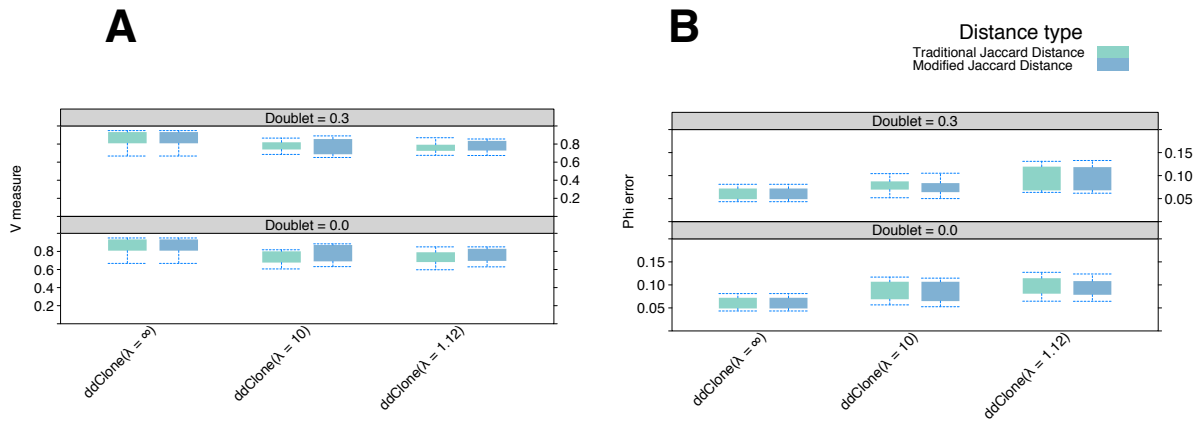 A
Doublet = 0.3
0.8
0.6
0.4
0.2
V measure
Doublet = 0.0
0.8
0.6
0.4
0.2
ddClone(λ = ∞)
ddClone(λ = 10)
ddClone(λ = 1.12)
B
Distance type
Traditional Jaccard Distance
Modified Jaccard Distance
Doublet = 0.3
0.15
0.10
0.05
Phi error
Doublet = 0.0
0.15
0.10
0.05
ddClone(λ = ∞)
ddClone(λ = 10)
ddClone(λ = 1.12)